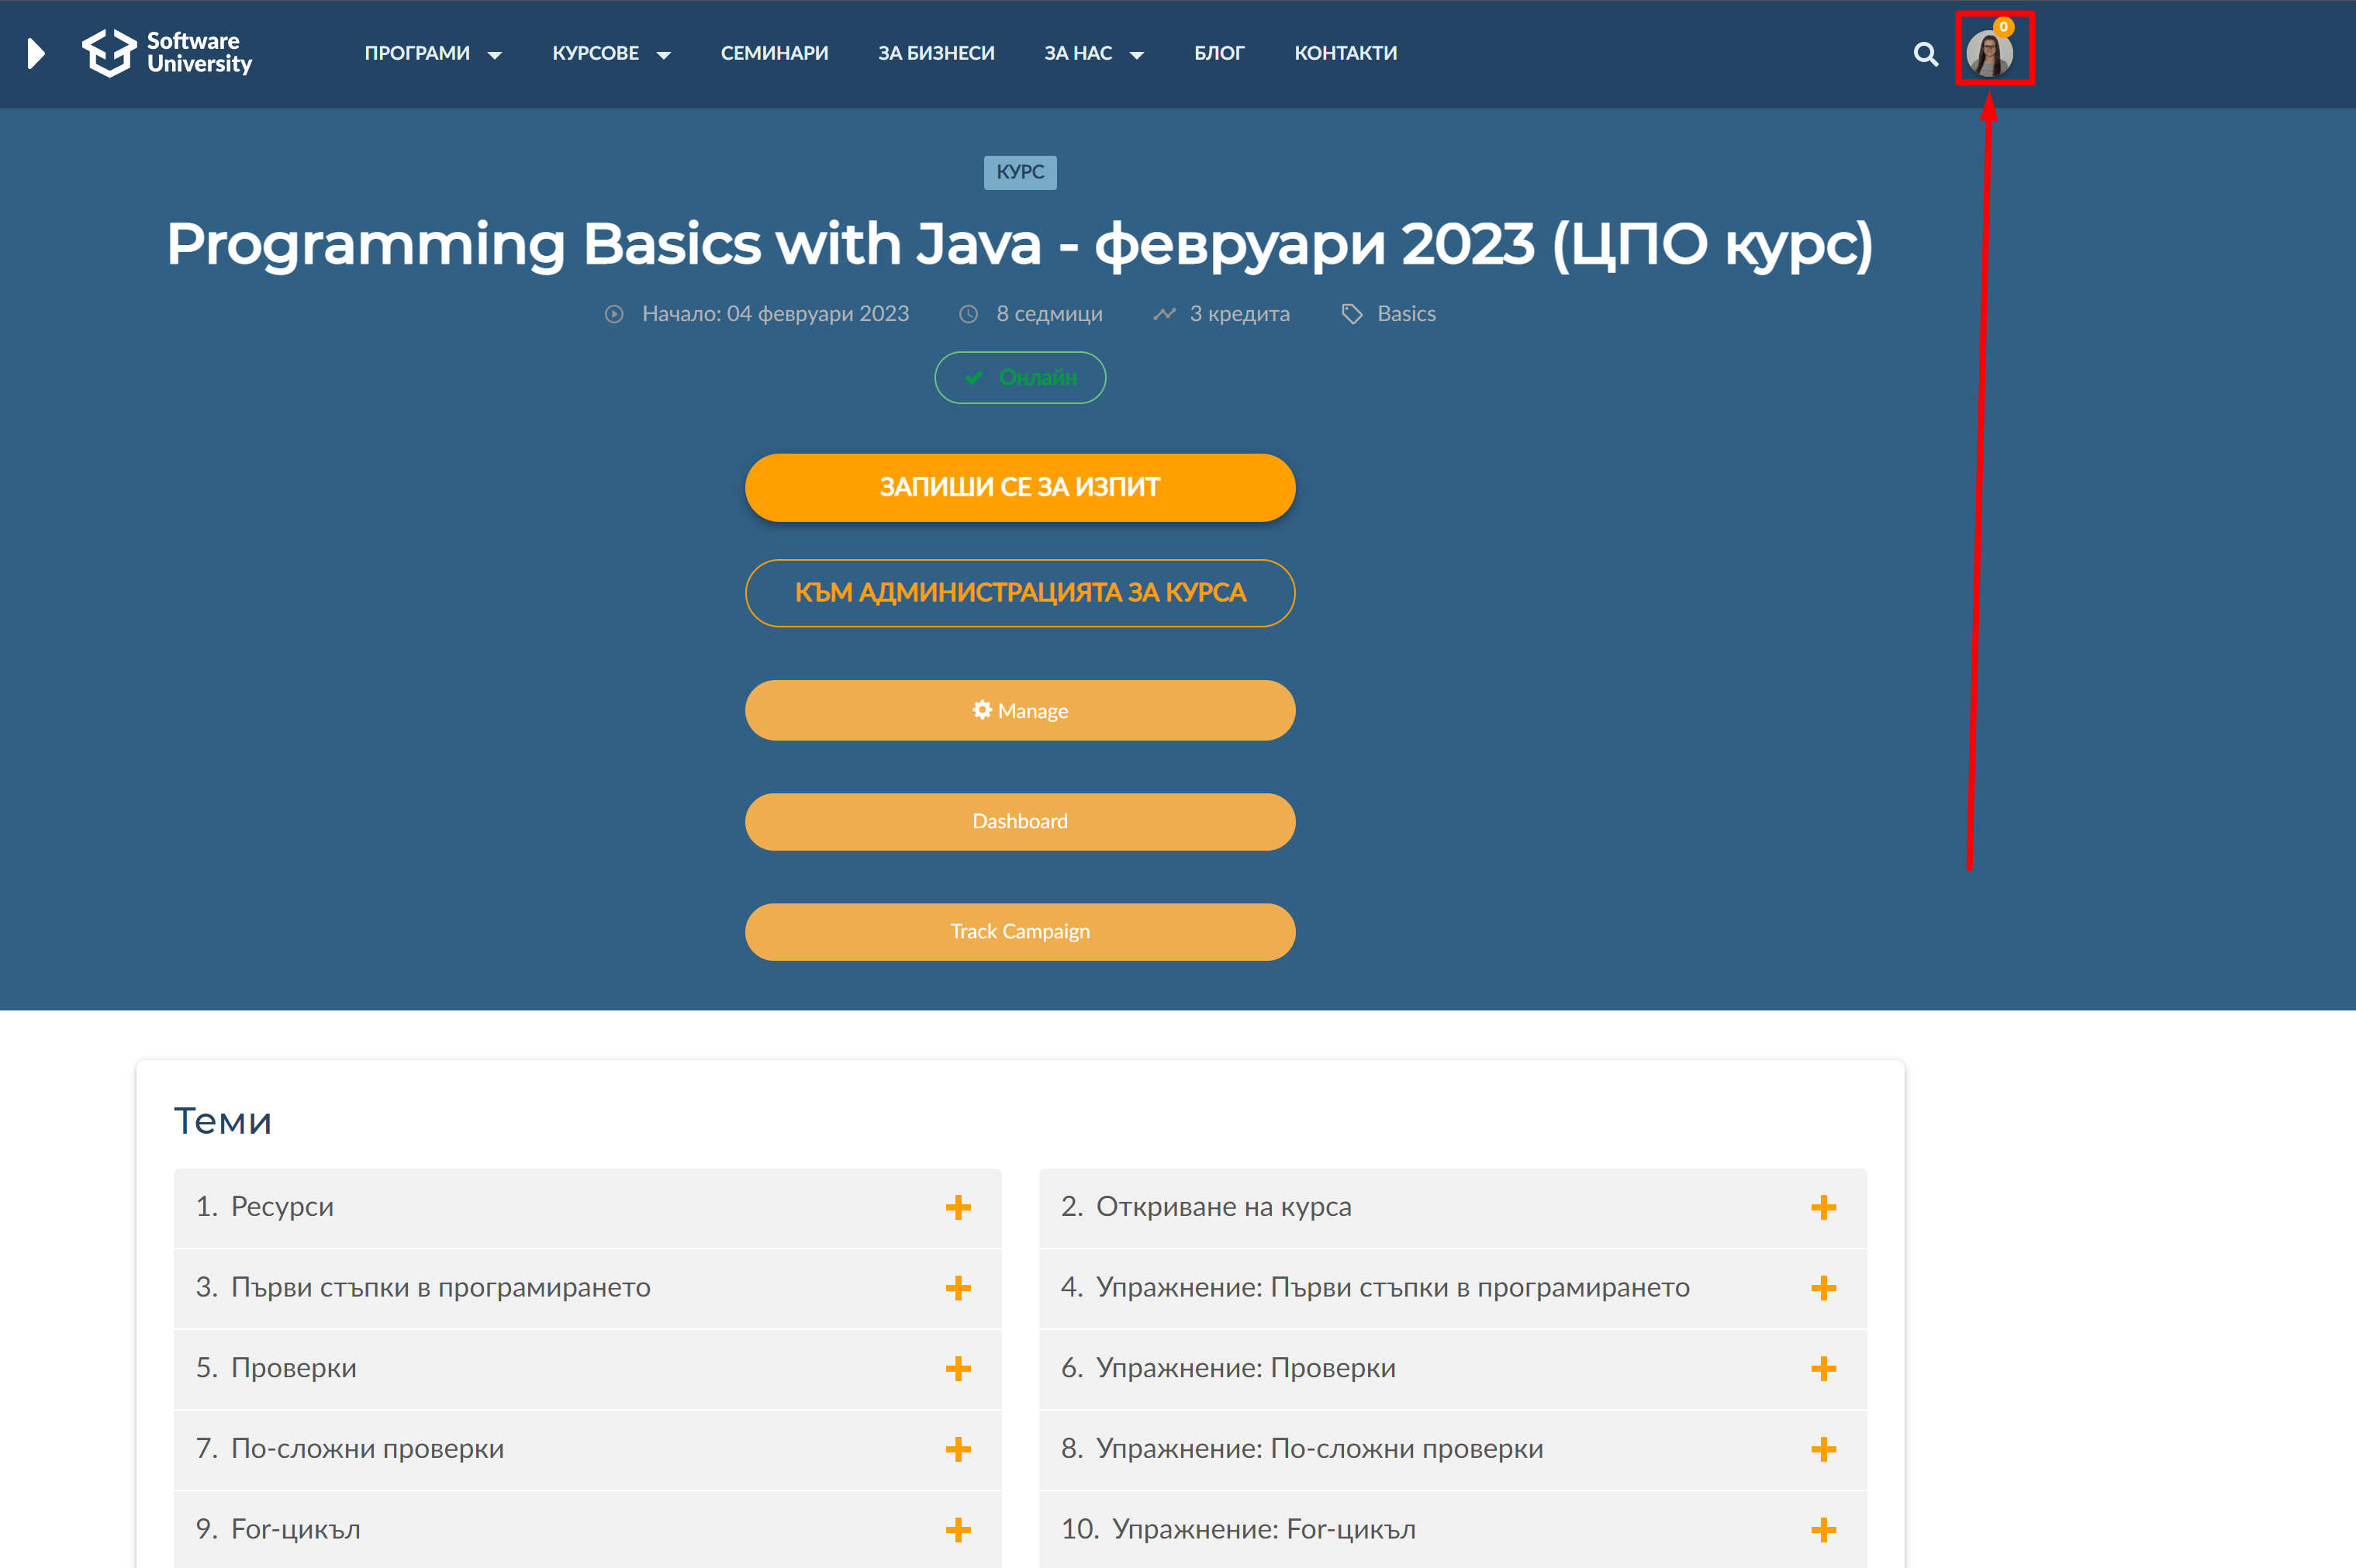 Software
University
ПРОГРАМИ
КУРСОВЕ
СЕМИНАРИ
ЗА БИЗНЕСИ
ЗА НАС
БЛОГ
КОНТАКТИ
0
КУРС
Programming Basics with Java - февруари 2023 (ЦПО курс)
Начало: 04 февруари 2023
8 седмици
3 кредита
Basics
Онлайн
ЗАПИШИ СЕ ЗА ИЗПИТ
КЪМ АДМИНИСТРАЦИЯТА ЗА КУРСА
Manage
Dashboard
Track Campaign
Теми
1. Ресурси
2. Откриване на курса
3. Първи стъпки в програмирането
4. Упражнение: Първи стъпки в програмирането
5. Проверки
6. Упражнение: Проверки
7. По-сложни проверки
8. Упражнение: По-сложни проверки
9. For-цикъл
10. Упражнение: For-цикъл